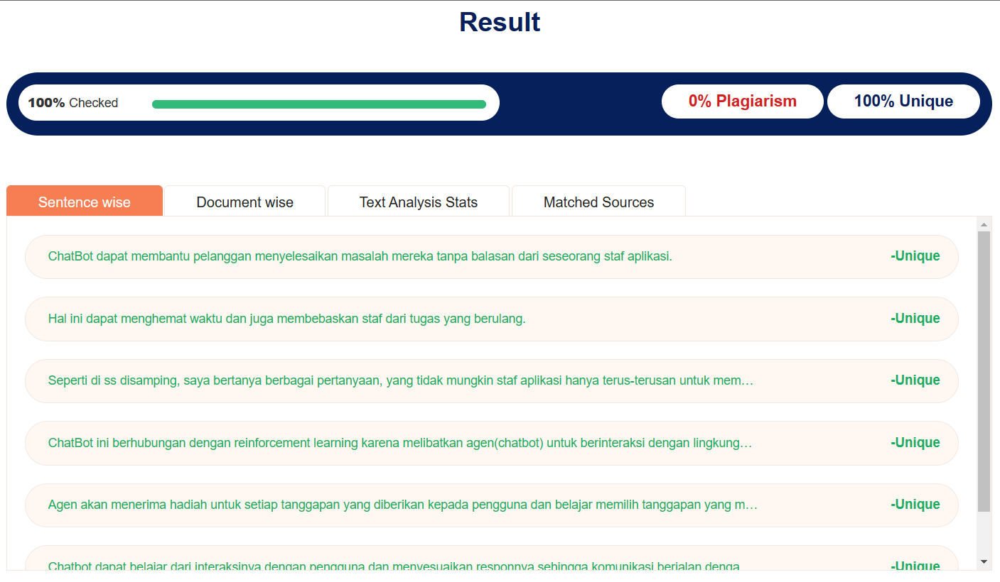 Result
100% Checked
0% Plagiarism
100% Unique
Sentence wise
Document wise
Text Analysis Stats
Matched Sources
ChatBot dapat membantu pelanggan menyelesaikan masalah mereka tanpa balasan dari seseorang staf aplikasi.
-Unique
Hal ini dapat menghemat waktu dan juga membebaskan staf dari tugas yang berulang.
-Unique
Seperti di ss disamping, saya bertanya berbagai pertanyaan, yang tidak mungkin staf aplikasi hanya terus-terusan untuk mem…
-Unique
ChatBot ini berhubungan dengan reinforcement learning karena melibatkan agen(chatbot) untuk berinteraksi dengan lingkung…
-Unique
Agen akan menerima hadiah untuk setiap tanggapan yang diberikan kepada pengguna dan belajar memilih tanggapan yang m…
-Unique
Chatbot dapat belajar dari interaksinya dengan pengguna dan menyesuaikan responnya sehingga komunikasi berjalan denga…
-Unique